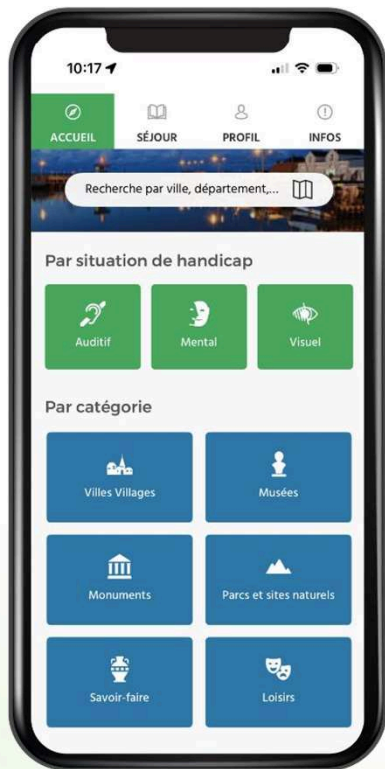 10:17
ACCUEIL SÉJOUR PROFIL INFOS
Recherche par ville, département,...
Par situation de handicap
Auditif Mental Visuel
Par catégorie
Villes Villages Musées
Monuments Parcs et sites naturels
Savoir-faire Loisirs